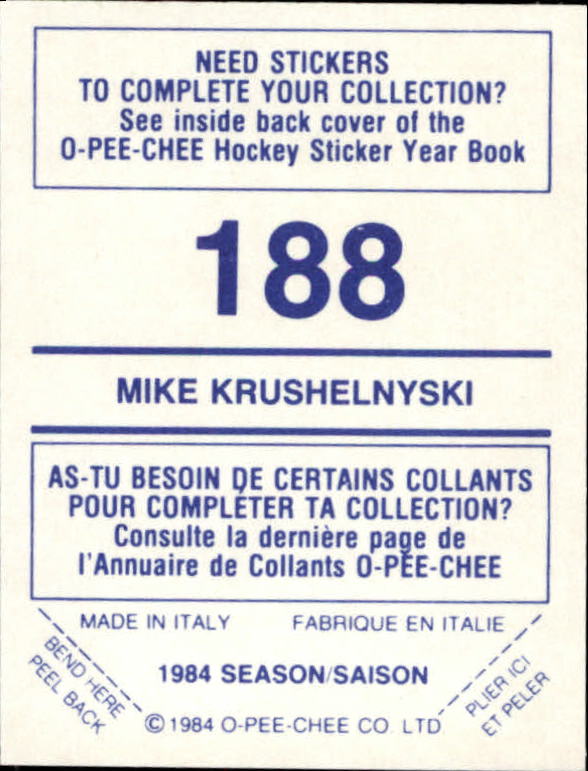 NEED STICKERS
TO COMPLETE YOUR COLLECTION?
See inside back cover of the
O-PEE-CHEE Hockey Sticker Year Book
188
MIKE KRUSHELNYSKI
AS-TU BESOIN DE CERTAINS COLLANTS
POUR COMPLÉTER TA COLLECTION?
Consulte la dernière page de
l'Annuaire de Collants O-PEE-CHEE
MADE IN ITALY FABRIQUE EN ITALIE
BEND HERE
PEEL BACK
1984 SEASON/SAISON
PLIER ICI
ET PELER
© 1984 O-PEE-CHEE CO. LTD.